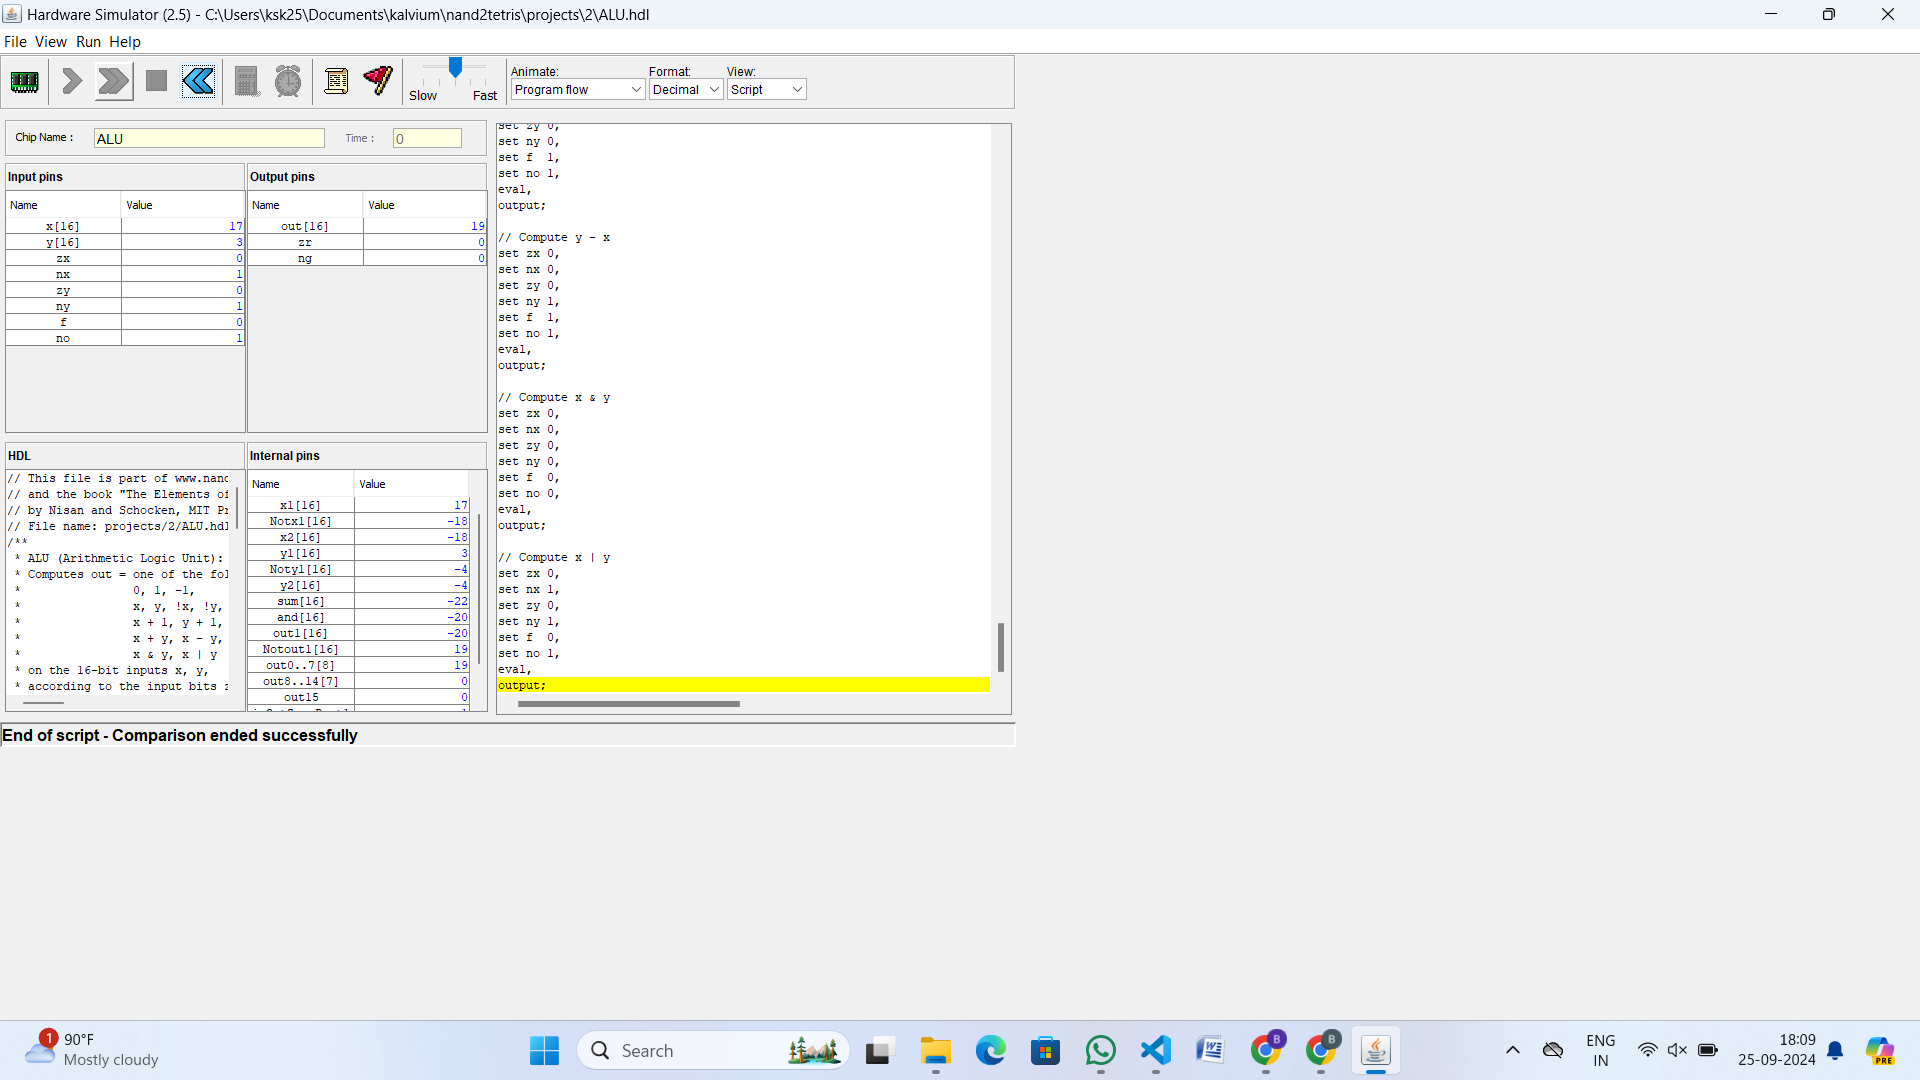 Hardware Simulator (2.5) - C:\Users\ksk25\Documents\kalvium\nand2tetris\projects\2\ALU.hdl
File View Run Help
Slow Fast
Animate: Format: View:
Program flow Decimal Script
Chip Name : ALU Time : 0
Input pins
Name Value
x[16] 17
y[16] 3
zx 0
nx 1
zy 0
ny 1
f 0
no 1
Output pins
Name Value
out[16] 19
zr 0
ng 0
HDL
// This file is part of www.nand
// and the book "The Elements of
// by Nisan and Schocken, MIT Pr
// File name: projects/2/ALU.hdl
/**
* ALU (Arithmetic Logic Unit):
* Computes out = one of the fol
* 0, 1, -1,
* x, y, !x, !y,
* x + 1, y + 1,
* x + y, x - y,
* x & y, x | y
* on the 16-bit inputs x, y,
* according to the input bits z
Internal pins
Name Value
x1[16] 17
Notx1[16] -18
x2[16] -18
y1[16] 3
Noty1[16] -4
y2[16] -4
sum[16] -22
and[16] -20
out1[16] -20
Notout1[16] 19
out0..7[8] 19
out8..14[7] 0
out15 0
set zy 0,
set ny 0,
set f 1,
set no 1,
eval,
output;
// Compute y - x
set zx 0,
set nx 0,
set zy 0,
set ny 1,
set f 1,
set no 1,
eval,
output;
// Compute x & y
set zx 0,
set nx 0,
set zy 0,
set ny 0,
set f 0,
set no 0,
eval,
output;
// Compute x | y
set zx 0,
set nx 1,
set zy 0,
set ny 1,
set f 0,
set no 1,
eval,
output;
End of script - Comparison ended successfully
1
90°F
Mostly cloudy
Search
B
B
ENG
IN
18:09
25-09-2024
PRE